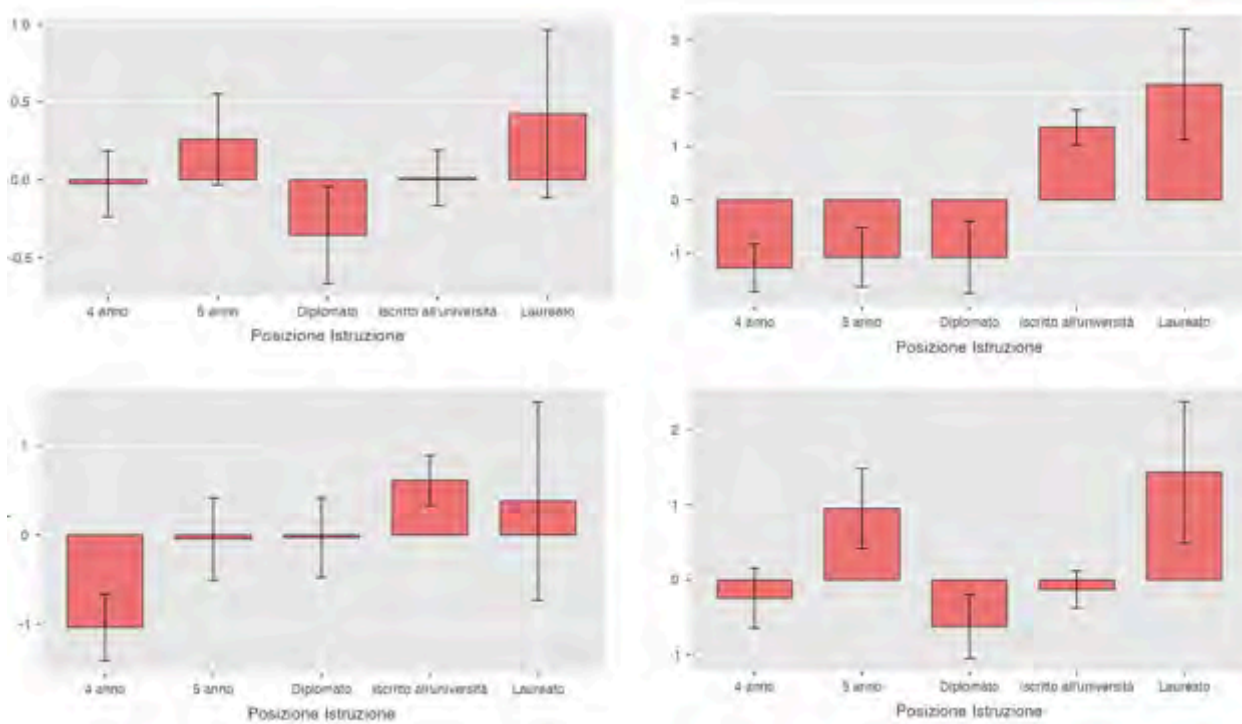 1.0
0.5
0.0
-0.5
4 anno 5 anno Diplomato Iscritto all'università Laureato
Posizione Istruzione
3
2
1
0
-1
4 anno 5 anno Diplomato Iscritto all'università Laureato
Posizione Istruzione
1
0
-1
4 anno 5 anno Diplomato Iscritto all'università Laureato
Posizione Istruzione
2
1
0
1
4 anno 5 anno Diplomato Iscritto all'università Laureato
Posizione Istruzione